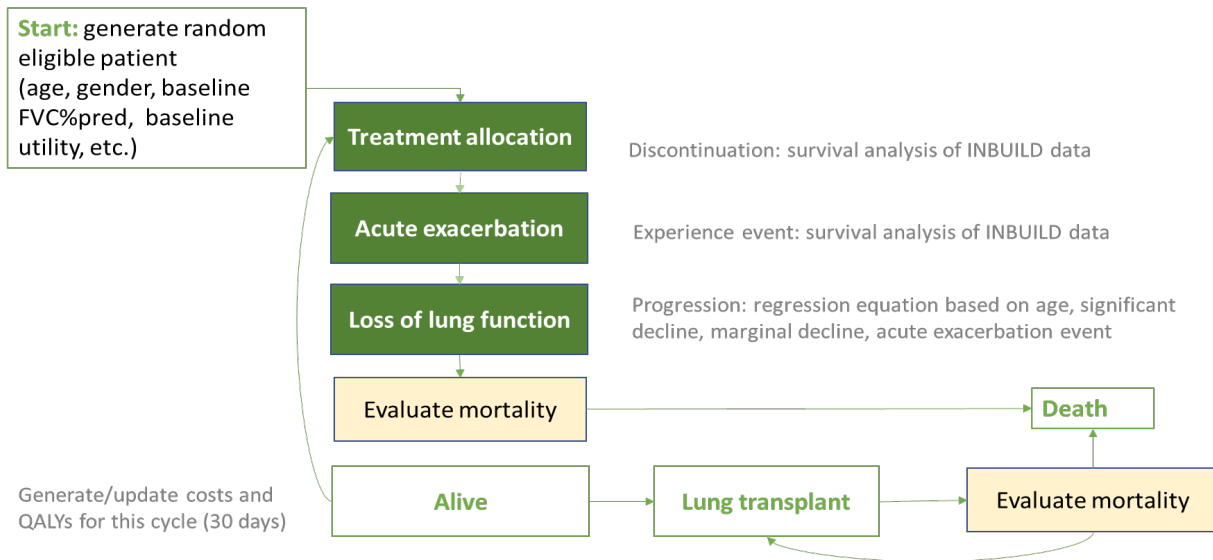 Start: generate random
eligible patient
(age, gender, baseline
FVC%pred, baseline
utility, etc.)
Treatment allocation
Discontinuation: survival analysis of INBUILD data
Acute exacerbation
Experience event: survival analysis of INBUILD data
Loss of lung function
Progression: regression equation based on age, significant
decline, marginal decline, acute exacerbation event
Evaluate mortality
Death
Generate/update costs and
QALYs for this cycle (30 days)
Alive
Lung transplant
Evaluate mortality